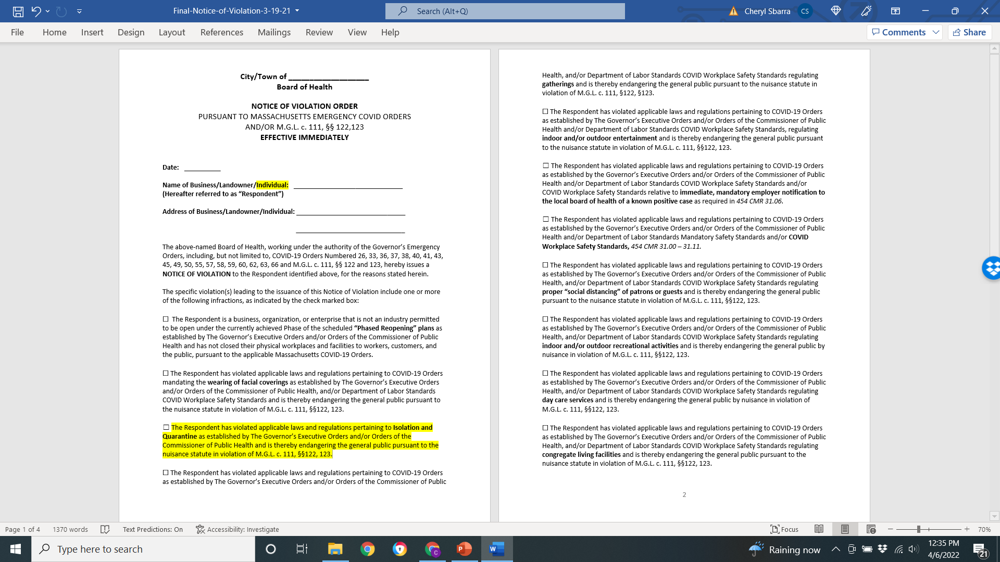 Final-Notice-of-Violation-3-19-21
Search (Alt+Q)
Cheryl Sbarra
CS
File Home Insert Design Layout References Mailings Review View Help
Comments
Share
City/Town of ____________________
Board of Health
NOTICE OF VIOLATION ORDER
PURSUANT TO MASSACHUSETTS EMERGENCY COVID ORDERS
AND/OR M.G.L. c. 111, §§ 122,123
EFFECTIVE IMMEDIATELY
Date: __________
Name of Business/Landowner/Individual: ______________________________
(Hereafter referred to as “Respondent”)
Address of Business/Landowner/Individual: ______________________________
______________________________
The above-named Board of Health, working under the authority of the Governor’s Emergency
Orders, including, but not limited to, COVID-19 Orders Numbered 26, 33, 36, 37, 38, 40, 41, 43,
45, 49, 50, 55, 57, 58, 59, 60, 62, 63, 66 and M.G.L. c. 111, §§ 122 and 123, hereby issues a
NOTICE OF VIOLATION to the Respondent identified above, for the reasons stated herein.
The specific violation(s) leading to the issuance of this Notice of Violation include one or more
of the following infractions, as indicated by the check marked box:
☐ The Respondent is a business, organization, or enterprise that is not an industry permitted
to be open under the currently achieved Phase of the scheduled “Phased Reopening” plans as
established by The Governor’s Executive Orders and/or Orders of the Commissioner of Public
Health and has not closed their physical workplaces and facilities to workers, customers, and
the public, pursuant to the applicable Massachusetts COVID-19 Orders.
☐ The Respondent has violated applicable laws and regulations pertaining to COVID-19 Orders
mandating the wearing of facial coverings as established by The Governor’s Executive Orders
and/or Orders of the Commissioner of Public Health, and/or Department of Labor Standards
COVID Workplace Safety Standards and is thereby endangering the general public pursuant to
the nuisance statute in violation of M.G.L. c. 111, §§122, 123.
☐ The Respondent has violated applicable laws and regulations pertaining to Isolation and
Quarantine as established by The Governor’s Executive Orders and/or Orders of the
Commissioner of Public Health and is thereby endangering the general public pursuant to the
nuisance statute in violation of M.G.L. c. 111, §§122, 123.
☐ The Respondent has violated applicable laws and regulations pertaining to COVID-19 Orders
as established by The Governor’s Executive Orders and/or Orders of the Commissioner of Public
Health, and/or Department of Labor Standards COVID Workplace Safety Standards regulating
gatherings and is thereby endangering the general public pursuant to the nuisance statute in
violation of M.G.L. c. 111, §122, §123.
☐ The Respondent has violated applicable laws and regulations pertaining to COVID-19 Orders
as established by The Governor’s Executive Orders and/or Orders of the Commissioner of Public
Health and/or Department of Labor Standards COVID Workplace Safety Standards, regulating
indoor and/or outdoor entertainment and is thereby endangering the general public pursuant
to the nuisance statute in violation of M.G.L. c. 111, §§122, 123.
☐ The Respondent has violated applicable laws and regulations pertaining to COVID-19 Orders
as established by the Governor’s Executive Orders and/or Orders of the Commissioner of Public
Health and/or Department of Labor Standards COVID Workplace Safety Standards and/or
COVID Workplace Safety Standards relative to immediate, mandatory employer notification to
the local board of health of a known positive case as required in 454 CMR 31.06.
☐ The Respondent has violated applicable laws and regulations pertaining to COVID-19 Orders
as established by the Governor’s Executive Orders and/or Orders of the Commissioner of Public
Health and/or Department of Labor Standards Mandatory Safety Standards and/or COVID
Workplace Safety Standards, 454 CMR 31.00 – 31.11.
☐ The Respondent has violated applicable laws and regulations pertaining to COVID-19 Orders
as established by The Governor’s Executive Orders and/or Orders of the Commissioner of Public
Health, and/or Department of Labor Standards COVID Workplace Safety Standards regulating
proper “social distancing” of patrons or guests and is thereby endangering the general public
pursuant to the nuisance statute in violation of M.G.L. c. 111, §§122, 123.
☐ The Respondent has violated applicable laws and regulations pertaining to COVID-19 Orders
as established by The Governor’s Executive Orders and/or Orders of the Commissioner of Public
Health, and/or Department of Labor Standards COVID Workplace Safety Standards regulating
indoor and/or outdoor recreational activities and is thereby endangering the general public by
nuisance in violation of M.G.L. c. 111, §§122, 123.
☐ The Respondent has violated applicable laws and regulations pertaining to COVID-19 Orders
as established by The Governor’s Executive Orders and/or Orders of the Commissioner of Public
Health, and/or Department of Labor Standards COVID Workplace Safety Standards regulating
day care services and is thereby endangering the general public by nuisance in violation of
M.G.L. c. 111, §§122, 123.
☐ The Respondent has violated applicable laws and regulations pertaining to COVID-19 Orders
as established by The Governor’s Executive Orders and/or Orders of the Commissioner of Public
Health, and/or Department of Labor Standards COVID Workplace Safety Standards regulating
congregate living facilities and is thereby endangering the general public pursuant to the
nuisance statute in violation of M.G.L. c. 111, §§122, 123.
2
Page 1 of 4 1370 words Text Predictions: On Accessibility: Investigate Focus 70%
Type here to search
Raining now
12:35 PM
4/6/2022
21